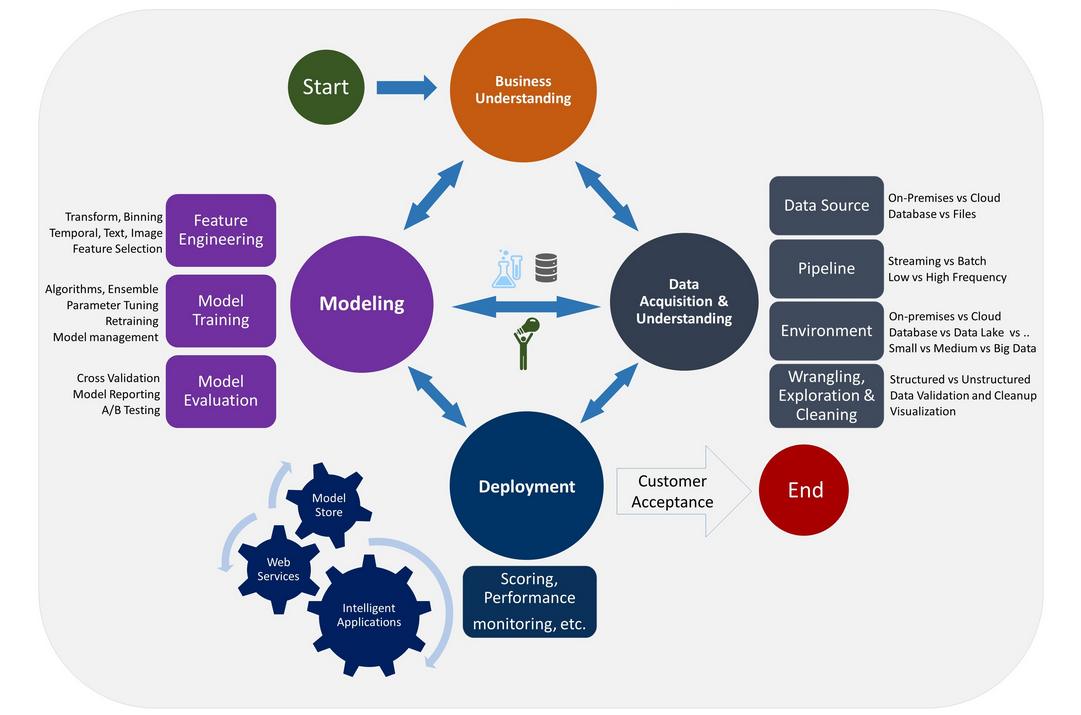 Start
Business
Understanding
Transform, Binning
Temporal, Text, Image
Feature Selection
Feature
Engineering
Algorithms, Ensemble
Parameter Tuning
Retraining
Model management
Model
Training
Cross Validation
Model Reporting
A/B Testing
Model
Evaluation
Modeling
Data
Acquisition &
Understanding
Data Source
On-Premises vs Cloud
Database vs Files
Pipeline
Streaming vs Batch
Low vs High Frequency
Environment
On-premises vs Cloud
Database vs Data Lake vs ..
Small vs Medium vs Big Data
Wrangling,
Exploration &
Cleaning
Structured vs Unstructured
Data Validation and Cleanup
Visualization
Deployment
Customer
Acceptance
End
Model
Store
Web
Services
Intelligent
Applications
Scoring,
Performance
monitoring, etc.